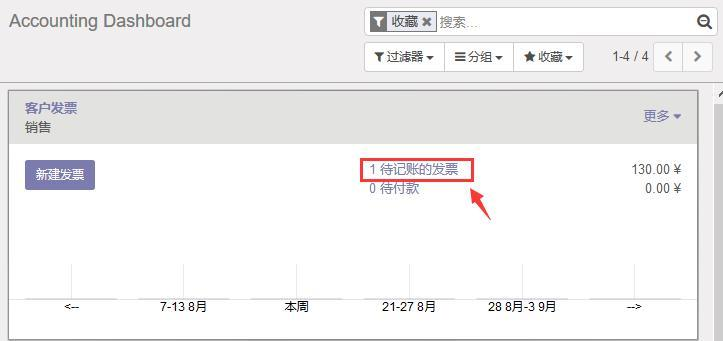 Accounting Dashboard
收藏 搜索...
过滤器 分组 收藏 1-4 / 4
客户发票
销售
更多
新建发票
1 待记账的发票 130.00 ¥
0 待付款 0.00 ¥
<-- 7-13 8月 本周 21-27 8月 28 8月-3 9月 -->